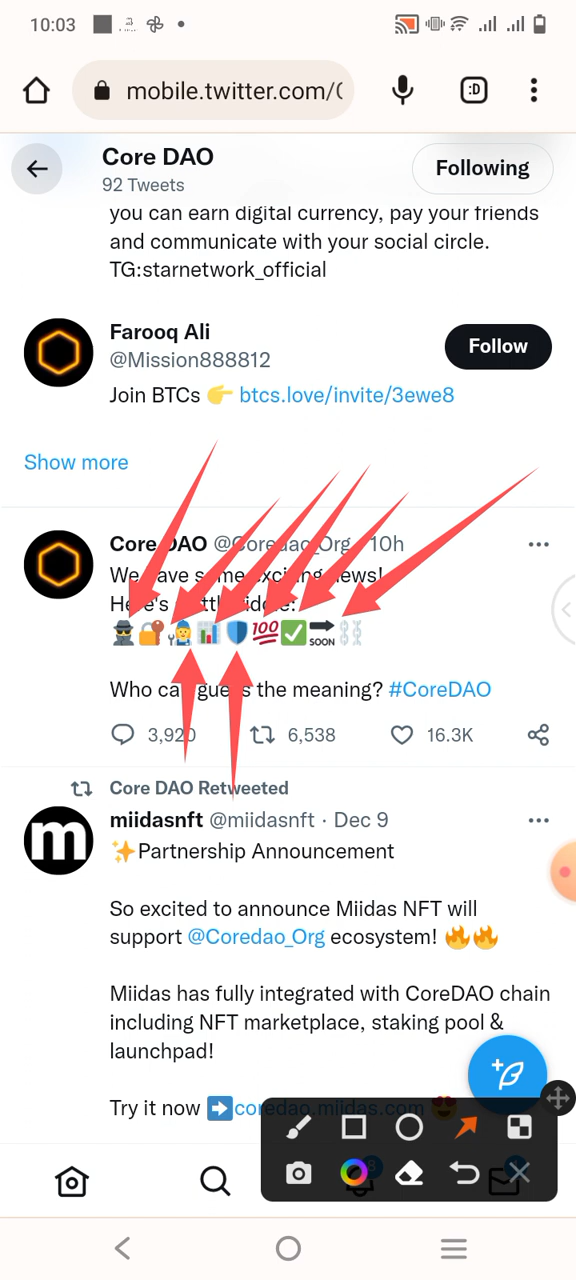 10:03
mobile.twitter.com/
Core DAO
92 Tweets
Following
you can earn digital currency, pay your friends
and communicate with your social circle.
TG:starnetwork_official
Farooq Ali
@Mission888812
Follow
Join BTCs 👉 btcs.love/invite/3ewe8
Show more
Core DAO @Coredao_Org · 10h
We have some exciting news!
Here's a little riddle:
🕵️🔐👩‍🔧📊🛡️💯✅🔜⛓️
Who can guess the meaning? #CoreDAO
3,920
6,538
16.3K
Core DAO Retweeted
miidasnft @miidasnft · Dec 9
✨Partnership Announcement
So excited to announce Miidas NFT will
support @Coredao_Org ecosystem! 🔥🔥
Miidas has fully integrated with CoreDAO chain
including NFT marketplace, staking pool &
launchpad!
Try it now ➡️coredao.miidas.com 😍